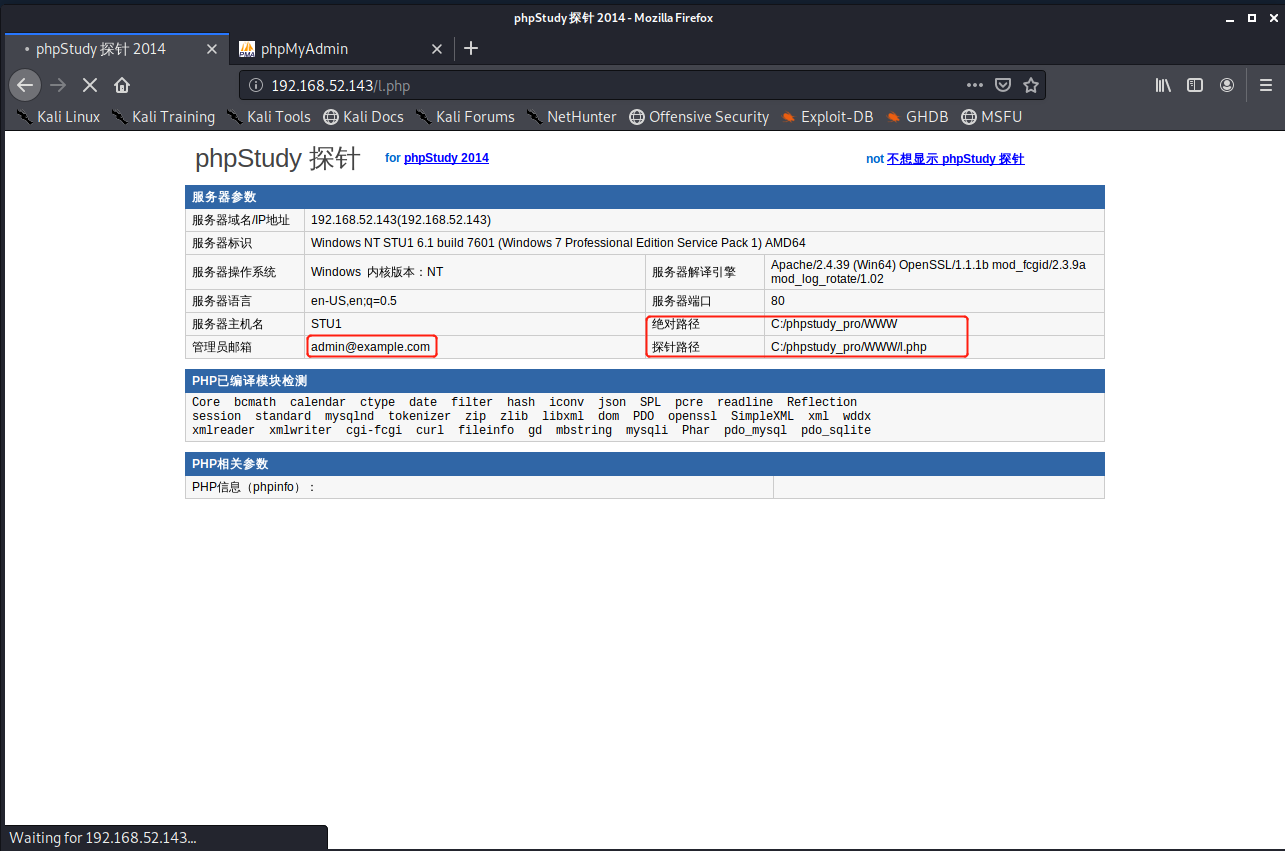 phpStudy 探针 2014 - Mozilla Firefox
phpStudy 探针 2014 phpMyAdmin
192.168.52.143/l.php
Kali Linux Kali Training Kali Tools Kali Docs Kali Forums NetHunter Offensive Security Exploit-DB GHDB MSFU
phpStudy 探针 for phpStudy 2014 not 不想显示 phpStudy 探针
服务器参数
服务器域名/IP地址 192.168.52.143(192.168.52.143)
服务器标识 Windows NT STU1 6.1 build 7601 (Windows 7 Professional Edition Service Pack 1) AMD64
服务器操作系统 Windows 内核版本：NT 服务器解译引擎 Apache/2.4.39 (Win64) OpenSSL/1.1.1b mod_fcgid/2.3.9a
mod_log_rotate/1.02
服务器语言 en-US,en;q=0.5 服务器端口 80
服务器主机名 STU1 绝对路径 C:/phpstudy_pro/WWW
管理员邮箱 admin@example.com 探针路径 C:/phpstudy_pro/WWW/l.php
PHP已编译模块检测
Core bcmath calendar ctype date filter hash iconv json SPL pcre readline Reflection
session standard mysqlnd tokenizer zip zlib libxml dom PDO openssl SimpleXML xml wddx
xmlreader xmlwriter cgi-fcgi curl fileinfo gd mbstring mysqli Phar pdo_mysql pdo_sqlite
PHP相关参数
PHP信息（phpinfo）：
Waiting for 192.168.52.143...